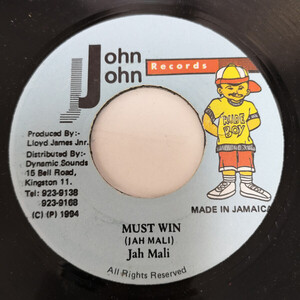 John
John
Records
RUDE
BOY
Produced By:-
Lloyd James Jnr.
Distributed By:-
Dynamic Sounds
15 Bell Road,
Kingston 11.
Tel: 923-9138
923-9168
(C) (P) 1994
MADE IN JAMAICA
MUST WIN
(JAH MALI)
Jah Mali
All Rights Reserved